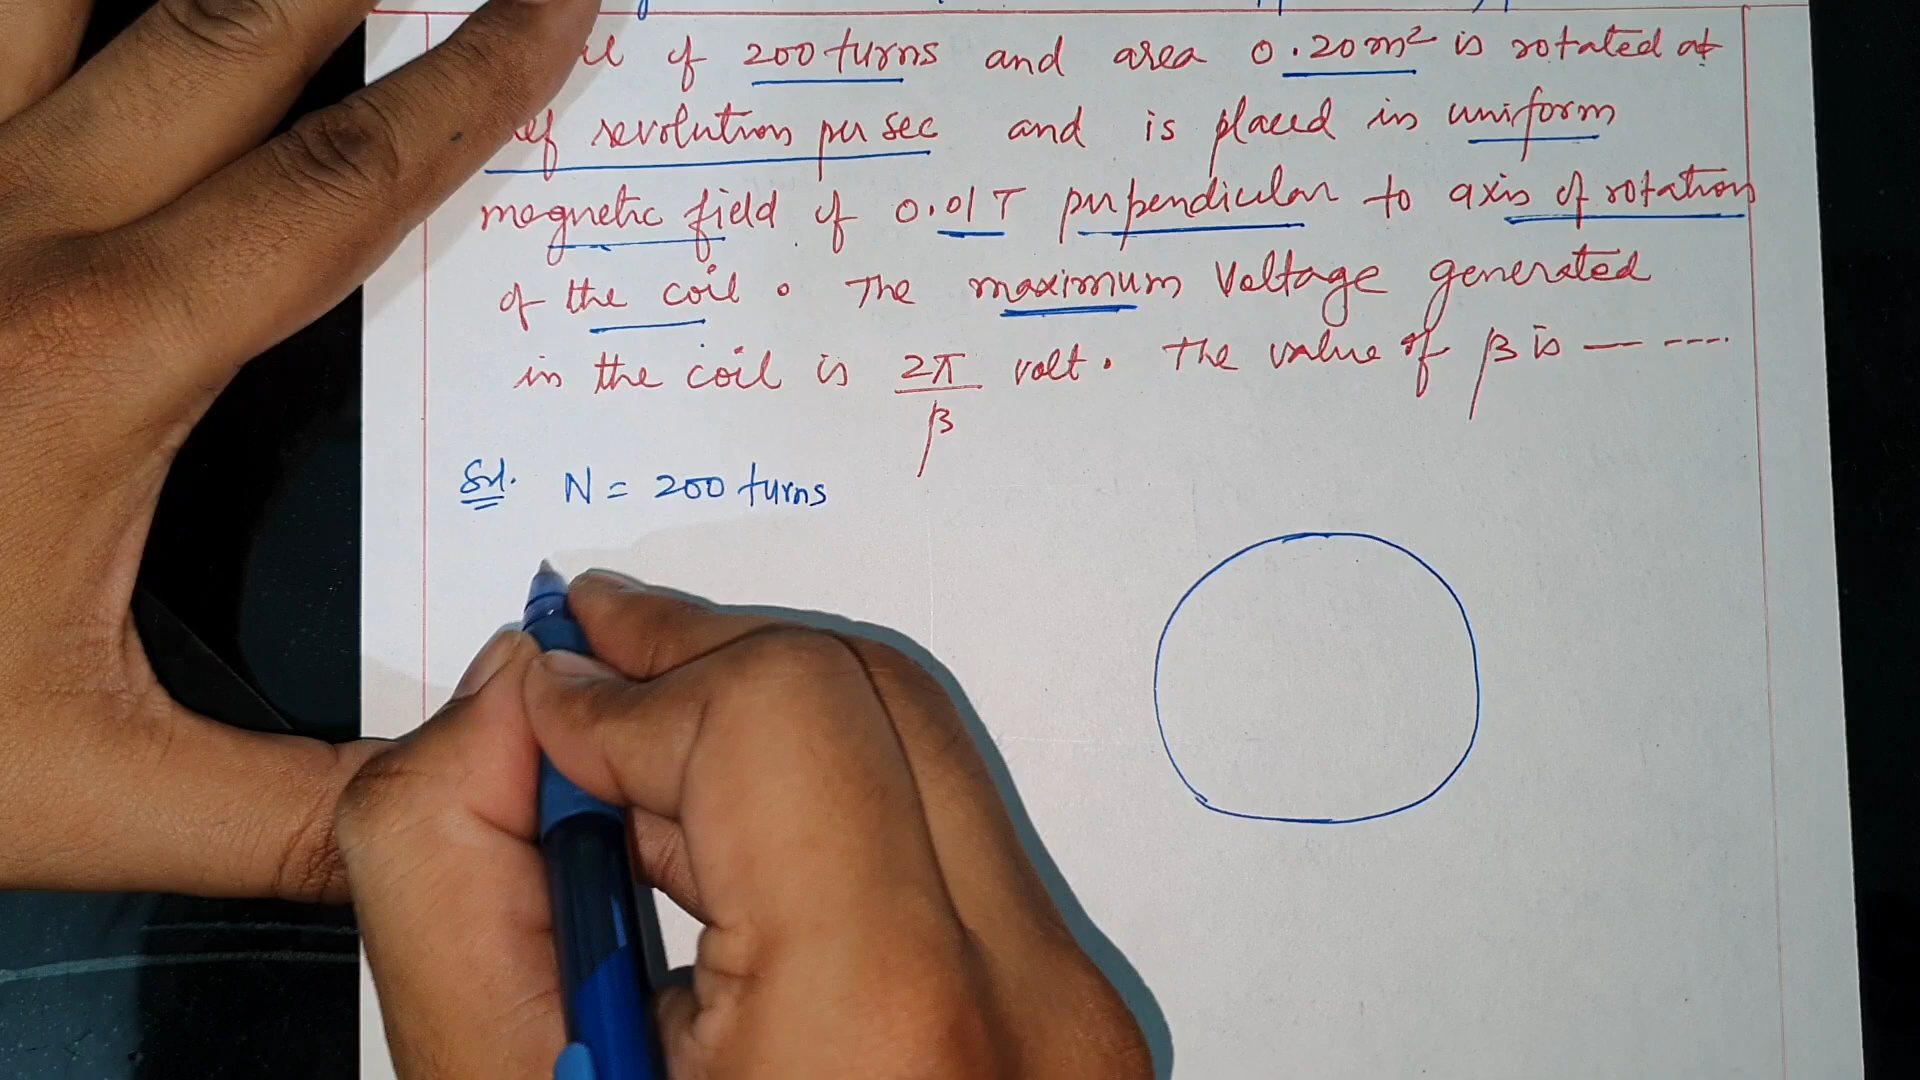 of 200 turns and area 0.20 m² is rotated at
revolution per sec and is placed in uniform
magnetic field of 0.01T perpendicular to axis of rotation
of the coil. The maximum Voltage generated
in the coil is 2π/β volt. The value of β is — ----.
Sol. N = 200 turns